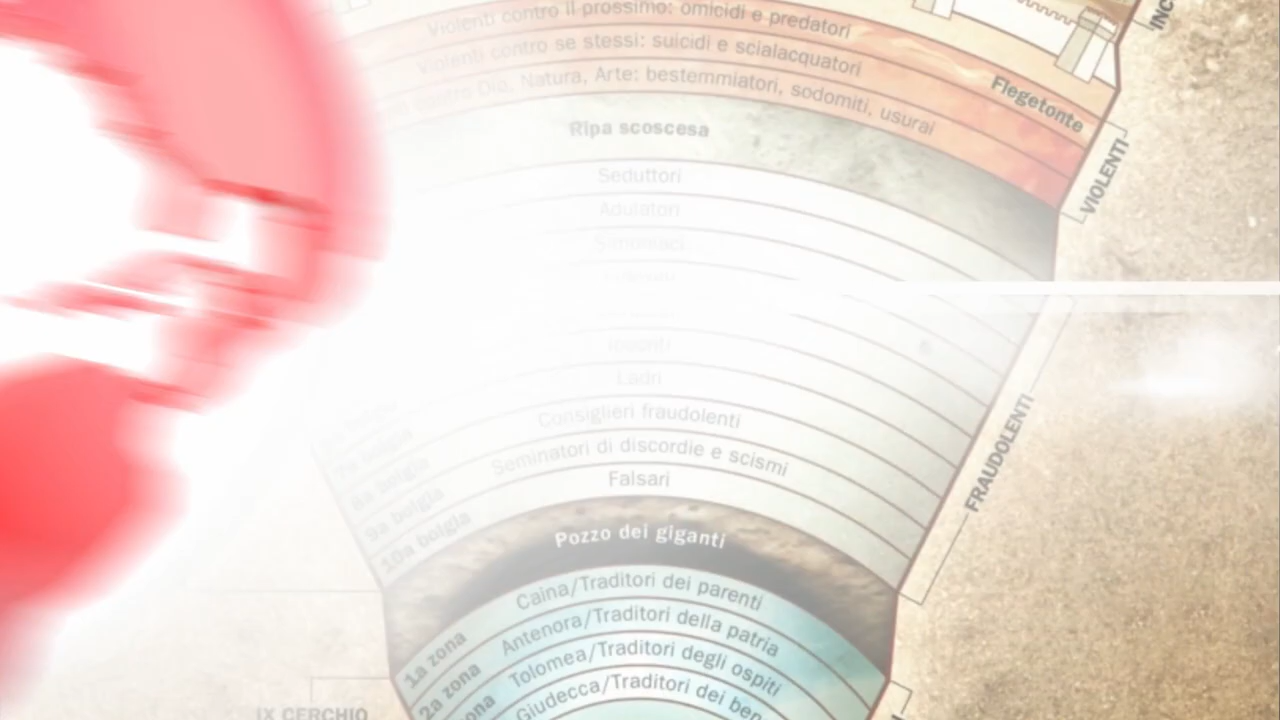 Violenti contro il prossimo: omicidi e predatori
Violenti contro se stessi: suicidi e scialacquatori
contro Dio, Natura, Arte: bestemmiatori, sodomiti, usurai
Flegetonte
VIOLENTI
Ripa scoscesa
Seduttori
Adulatori
Simoniaci
Ipocriti
Ladri
Consiglieri fraudolenti
8a bolgia
Seminatori di discordie e scismi
9a bolgia
Falsari
10a bolgia
FRAUDOLENTI
Pozzo dei giganti
Caina/Traditori dei parenti
1a zona
Antenora/Traditori della patria
2a zona
Tolomea/Traditori degli ospiti
Giudecca/Traditori dei ben
IX CERCHIO